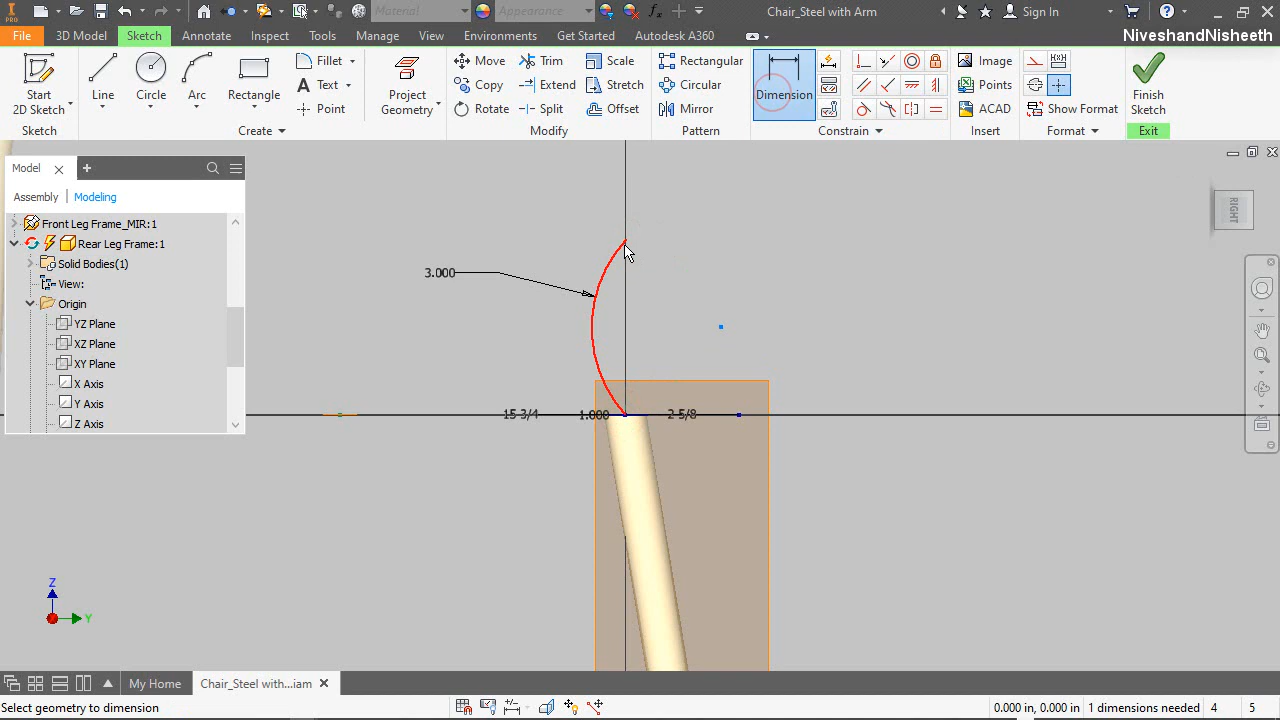 Material
Appearance
fx
Chair_Steel with Arm
Sign In
PRO
File
3D Model
Sketch
Annotate
Inspect
Tools
Manage
View
Environments
Get Started
Autodesk A360
NiveshandNisheeth
Start
2D Sketch
Line
Circle
Arc
Rectangle
Fillet
Text
Point
Project
Geometry
Move
Copy
Rotate
Trim
Extend
Split
Scale
Stretch
Offset
Rectangular
Circular
Mirror
Dimension
Image
Points
ACAD
Show Format
Finish
Sketch
Sketch
Create
Modify
Pattern
Constrain
Insert
Format
Exit
Model
Assembly
Modeling
Front Leg Frame_MIR:1
Rear Leg Frame:1
Solid Bodies(1)
View:
Origin
YZ Plane
XZ Plane
XY Plane
X Axis
Y Axis
Z Axis
3.000
15 3/4
1.000
2 5/8
RIGHT
Z
Y
My Home
Chair_Steel with...iam
Select geometry to dimension
0.000 in, 0.000 in
1 dimensions needed
4
5